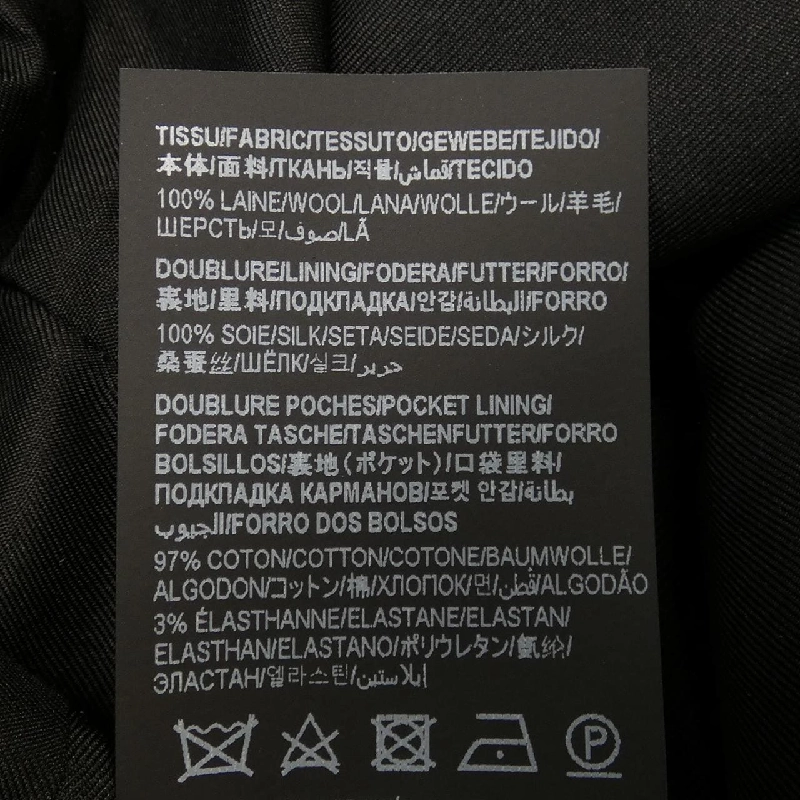 TISSU/FABRIC/TESSUTO/GEWEBE/TEJIDO/
本体/面料/ТКАНЬ/직물/قماش/TECIDO
100% LAINE/WOOL/LANA/WOLLE/ウール/羊毛/
ШЕРСТЬ/모/صوف/LÃ
DOUBLURE/LINING/FODERA/FUTTER/FORRO/
裏地/里料/ПОДКЛАДКА/안감/البطانة/FORRO
100% SOIE/SILK/SETA/SEIDE/SEDA/シルク/
桑蚕丝/ШЁЛК/실크/حرير
DOUBLURE POCHES/POCKET LINING/
FODERA TASCHE/TASCHENFUTTER/FORRO
BOLSILLOS/裏地(ポケット)/口袋里料/
ПОДКЛАДКА КАРМАНОВ/포켓 안감/بطانة
الجيوب/FORRO DOS BOLSOS
97% COTON/COTTON/COTONE/BAUMWOLLE/
ALGODON/コットン/棉/ХЛОПОК/면/قطن/ALGODÃO
3% ÉLASTHANNE/ELASTANE/ELASTAN/
ELASTHAN/ELASTANO/ポリウレタン/氨纶/
ЭЛАСТАН/엘라스틴/إيلاستين
P